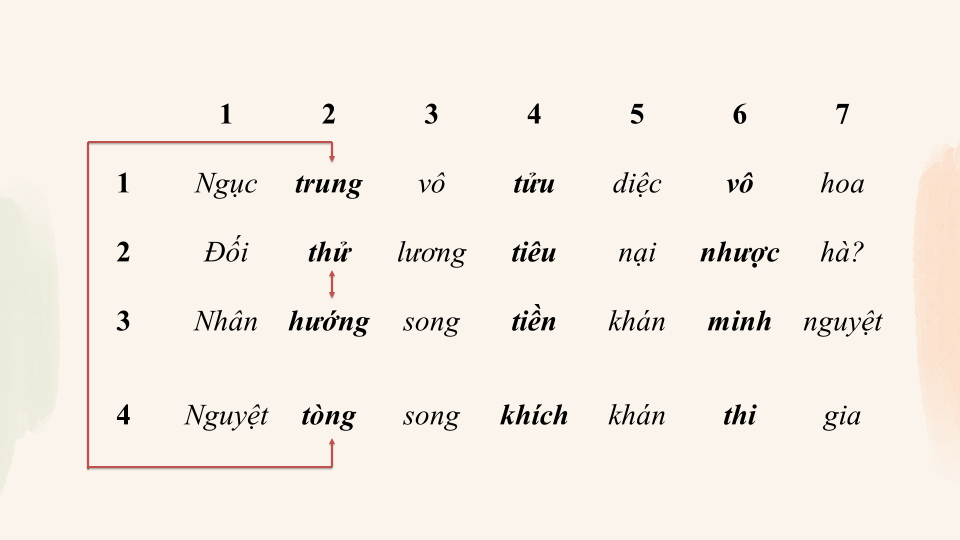 1 2 3 4 5 6 7
1 Ngục trung vô tửu diệc vô hoa
2 Đối thử lương tiêu nại nhược hà?
3 Nhân hướng song tiền khán minh nguyệt
4 Nguyệt tòng song khích khán thi gia